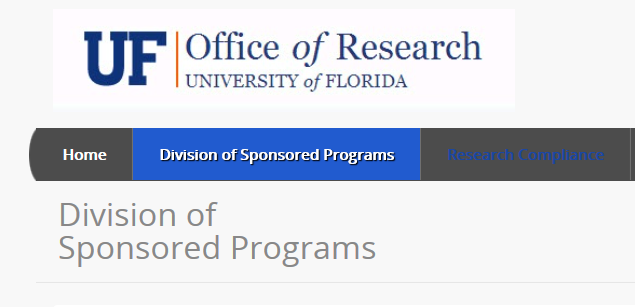 UF Office of Research
UNIVERSITY of FLORIDA
Home Division of Sponsored Programs Research Compliance
Division of
Sponsored Programs